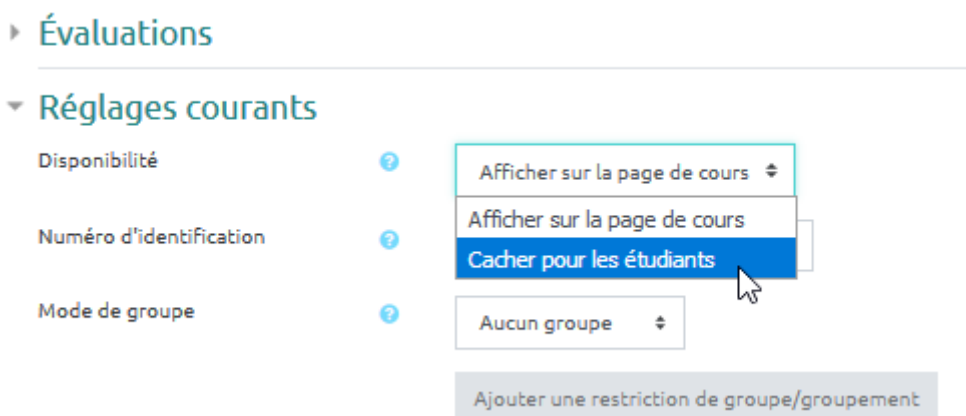 Évaluations
Réglages courants
Disponibilité
Afficher sur la page de cours
Afficher sur la page de cours
Numéro d'identification
Cacher pour les étudiants
Mode de groupe
Aucun groupe
Ajouter une restriction de groupe/groupement